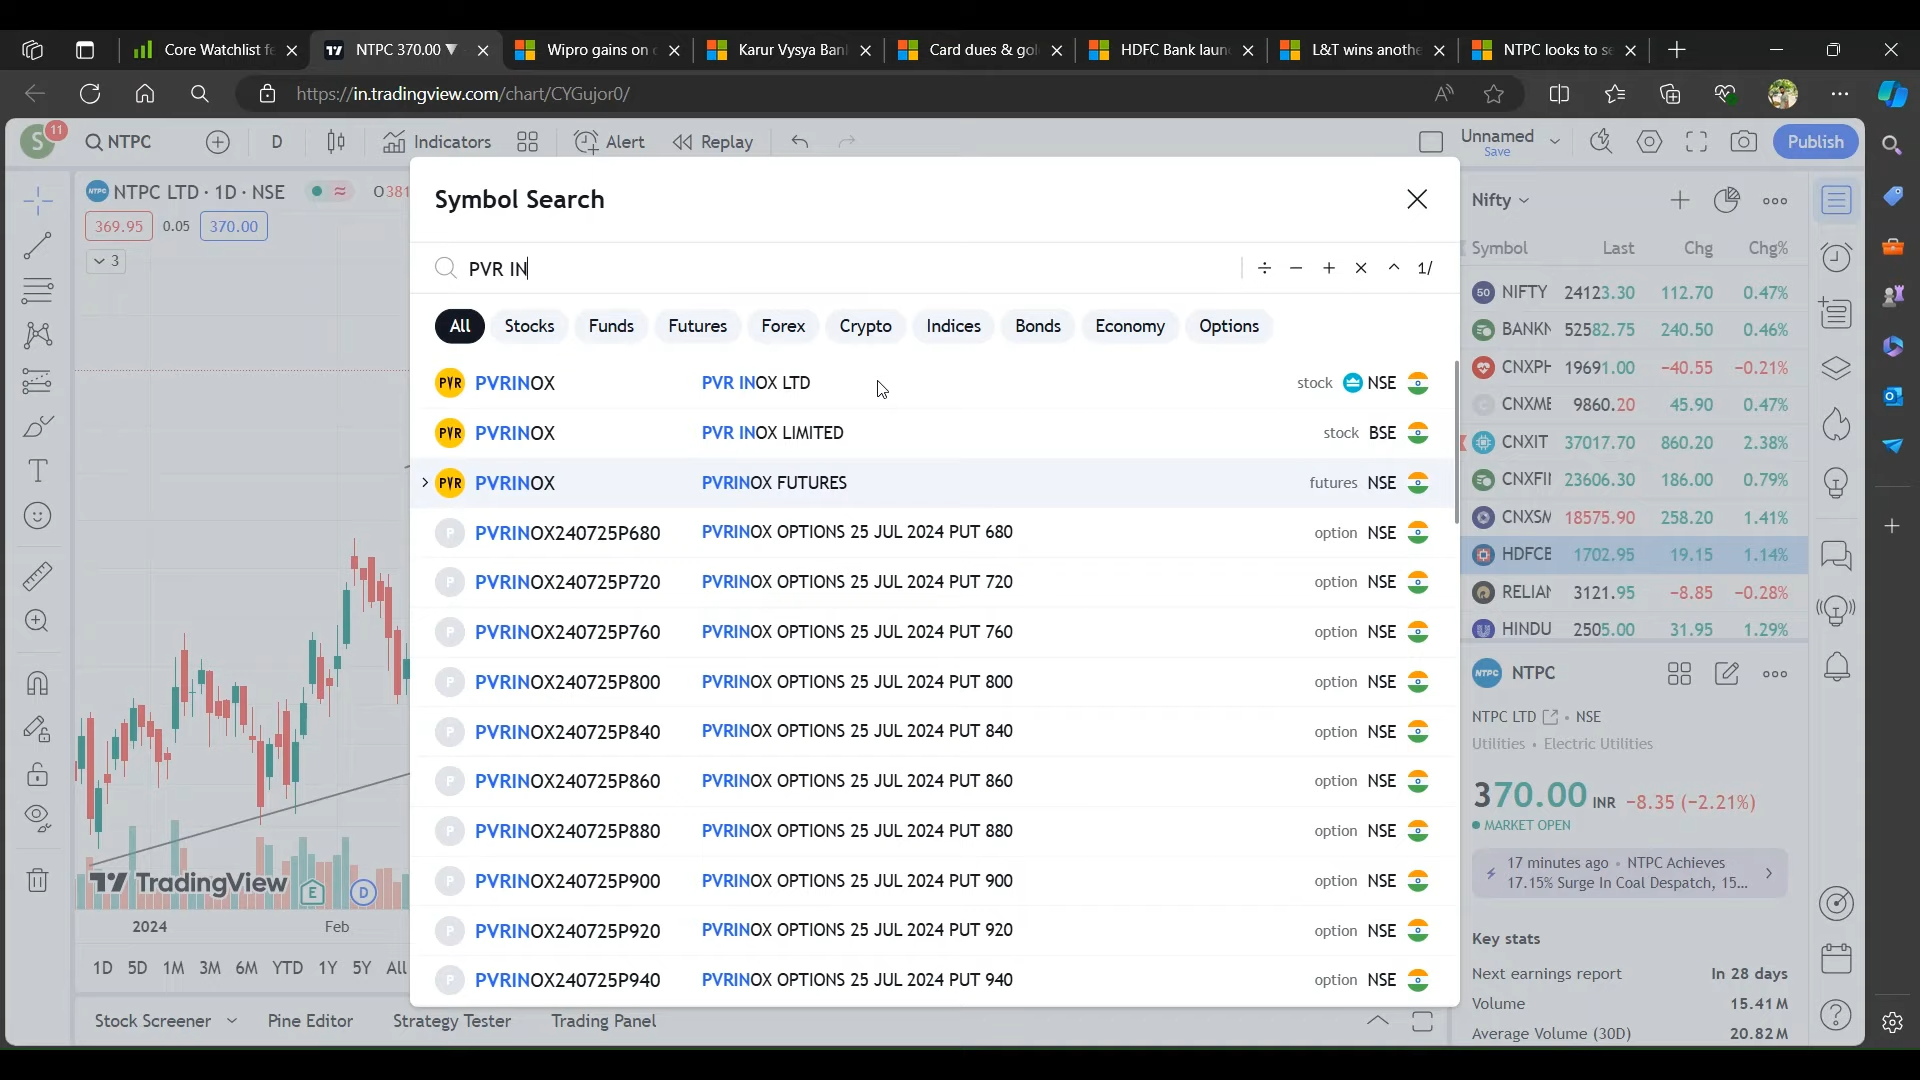 Core Watchlist fe
NTPC 370.00 ▼
Wipro gains on
Karur Vysya Ban
Card dues & gol
HDFC Bank laun
L&T wins anothe
NTPC looks to se
https://in.tradingview.com/chart/CYGujor0/
S 11 NTPC D Indicators Alert Replay Unnamed Save Publish
NTPC LTD · 1D · NSE O381
369.95 0.05 370.00
3
Symbol Search
PVR IN
÷ − + × ^ 1/
All Stocks Funds Futures Forex Crypto Indices Bonds Economy Options
PVR PVRINOX PVR INOX LTD stock NSE
PVR PVRINOX PVR INOX LIMITED stock BSE
PVR PVRINOX PVRINOX FUTURES futures NSE
P PVRINOX240725P680 PVRINOX OPTIONS 25 JUL 2024 PUT 680 option NSE
P PVRINOX240725P720 PVRINOX OPTIONS 25 JUL 2024 PUT 720 option NSE
P PVRINOX240725P760 PVRINOX OPTIONS 25 JUL 2024 PUT 760 option NSE
P PVRINOX240725P800 PVRINOX OPTIONS 25 JUL 2024 PUT 800 option NSE
P PVRINOX240725P840 PVRINOX OPTIONS 25 JUL 2024 PUT 840 option NSE
P PVRINOX240725P860 PVRINOX OPTIONS 25 JUL 2024 PUT 860 option NSE
P PVRINOX240725P880 PVRINOX OPTIONS 25 JUL 2024 PUT 880 option NSE
P PVRINOX240725P900 PVRINOX OPTIONS 25 JUL 2024 PUT 900 option NSE
P PVRINOX240725P920 PVRINOX OPTIONS 25 JUL 2024 PUT 920 option NSE
P PVRINOX240725P940 PVRINOX OPTIONS 25 JUL 2024 PUT 940 option NSE
Nifty
Symbol Last Chg Chg%
50 NIFTY 24123.30 112.70 0.47%
BANKN 52582.75 240.50 0.46%
CNXPH 19691.00 −40.55 −0.21%
C CNXME 9860.20 45.90 0.47%
CNXIT 37017.70 860.20 2.38%
CNXFII 23606.30 186.00 0.79%
CNXSM 18575.90 258.20 1.41%
HDFCB 1702.95 19.15 1.14%
RELIAN 3121.95 −8.85 −0.28%
HINDU 2505.00 31.95 1.29%
NTPC NTPC
NTPC LTD · NSE
Utilities · Electric Utilities
370.00 INR −8.35 (−2.21%)
MARKET OPEN
17 minutes ago · NTPC Achieves
17.15% Surge In Coal Despatch, 15...
Key stats
Next earnings report In 28 days
Volume 15.41M
Average Volume (30D) 20.82M
TradingView E D
2024 Feb
1D 5D 1M 3M 6M YTD 1Y 5Y All
Stock Screener Pine Editor Strategy Tester Trading Panel